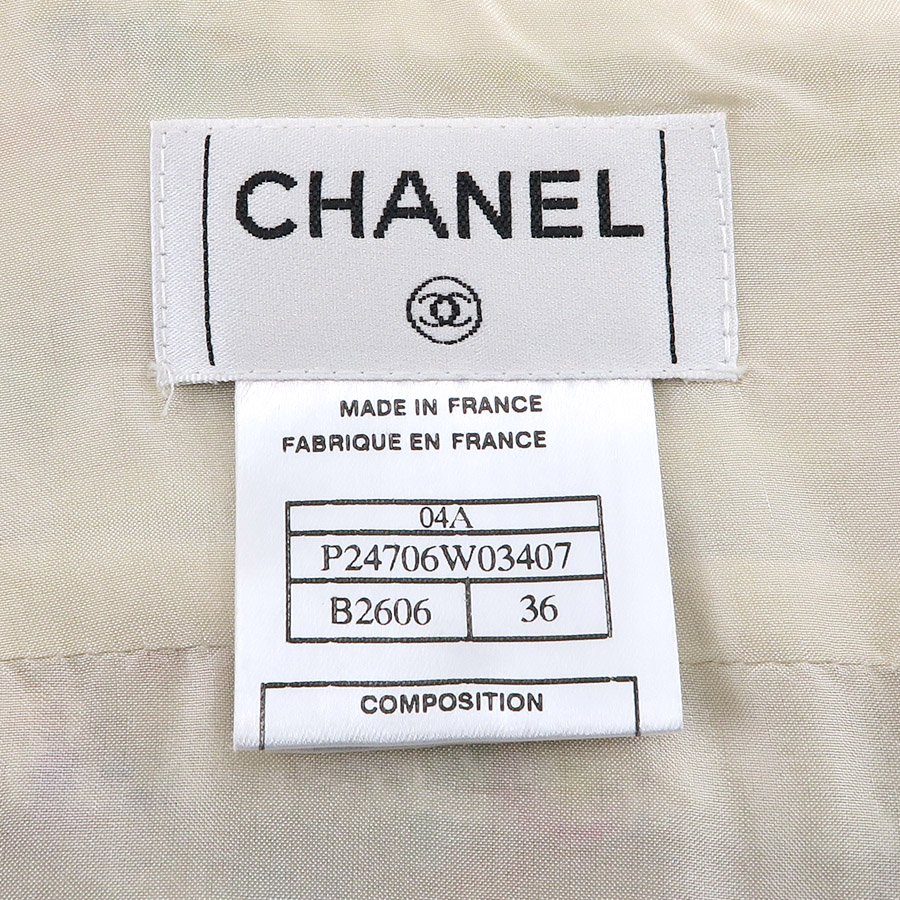 CHANEL
MADE IN FRANCE
FABRIQUE EN FRANCE
04A
P24706W03407
B2606 36
COMPOSITION